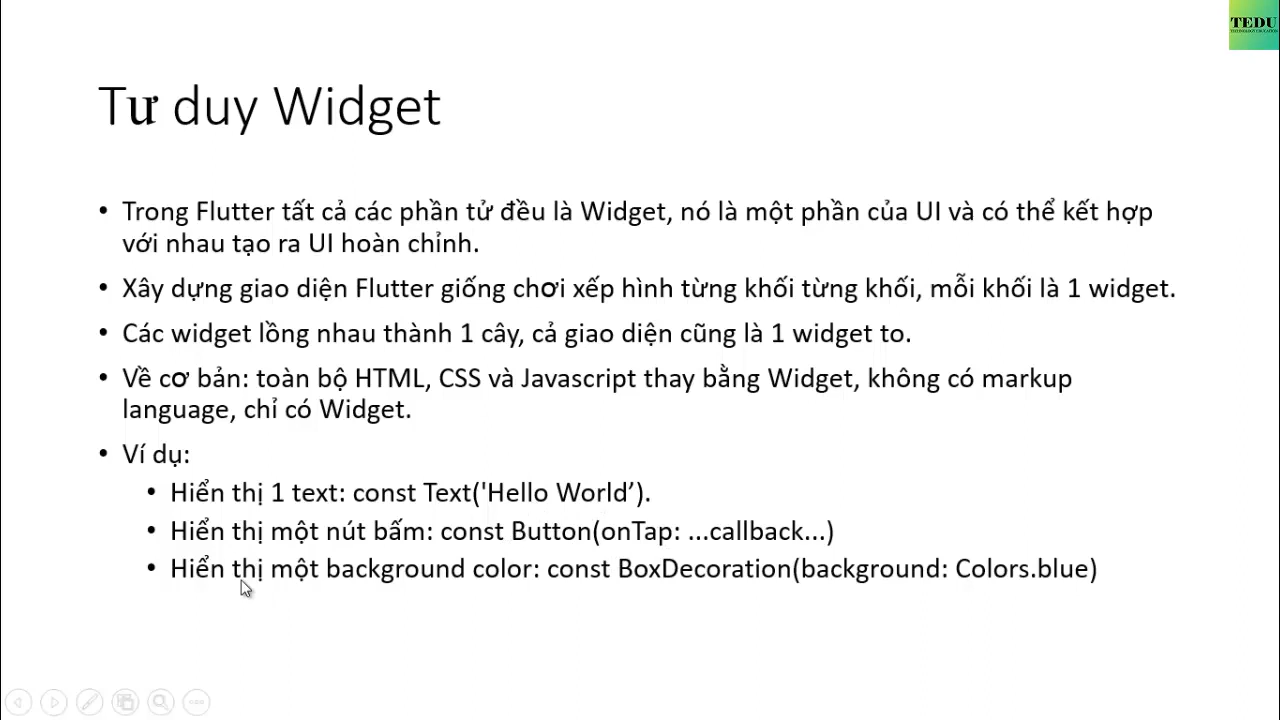 TEDU
Tư duy Widget
• Trong Flutter tất cả các phần tử đều là Widget, nó là một phần của UI và có thể kết hợp
với nhau tạo ra UI hoàn chỉnh.
• Xây dựng giao diện Flutter giống chơi xếp hình từng khối từng khối, mỗi khối là 1 widget.
• Các widget lồng nhau thành 1 cây, cả giao diện cũng là 1 widget to.
• Về cơ bản: toàn bộ HTML, CSS và Javascript thay bằng Widget, không có markup
language, chỉ có Widget.
• Ví dụ:
• Hiển thị 1 text: const Text('Hello World’).
• Hiển thị một nút bấm: const Button(onTap: ...callback...)
• Hiển thị một background color: const BoxDecoration(background: Colors.blue)